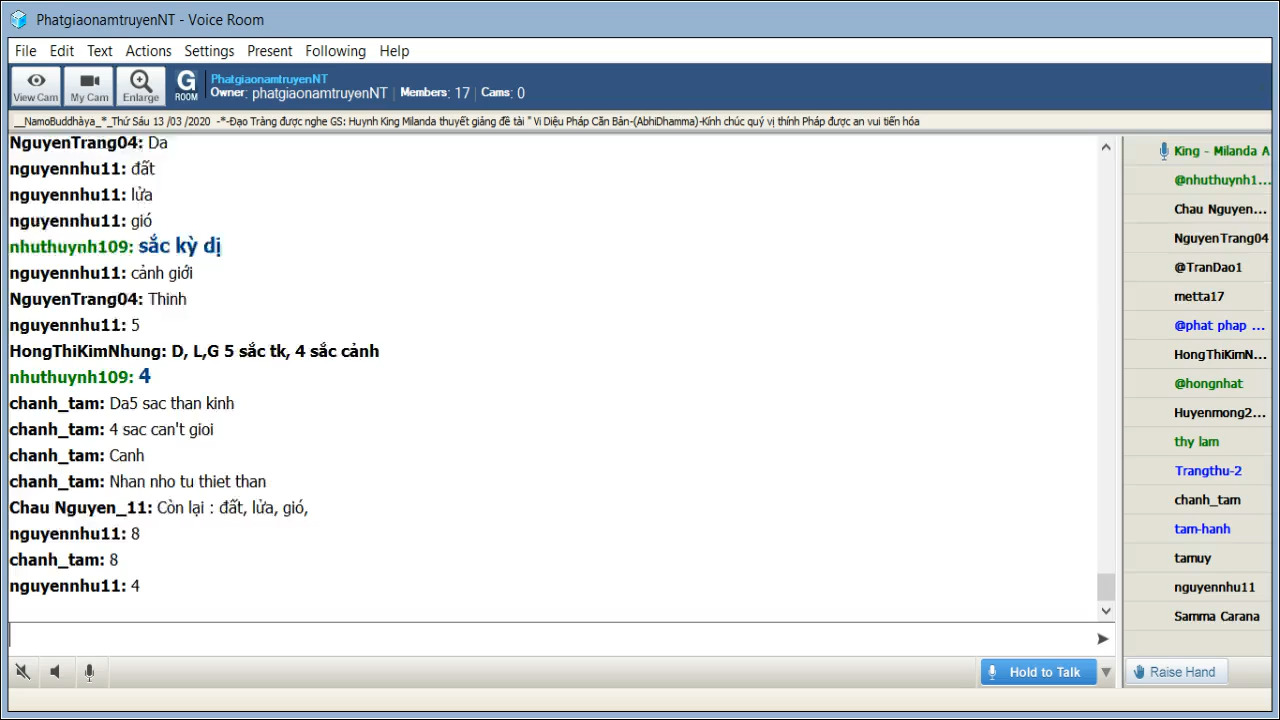 PhatgiaonamtruyenNT - Voice Room
File Edit Text Actions Settings Present Following Help
View Cam My Cam Enlarge G ROOM
PhatgiaonamtruyenNT
Owner: phatgiaonamtruyenNT Members: 17 Cams: 0
__NamoBuddhàya_*_Thứ Sáu 13 /03 /2020 -*-Đạo Tràng được nghe GS: Huynh King Milanda thuyết giảng đề tài " Vi Diệu Pháp Căn Bản-(AbhiDhamma)-Kính chúc quý vị thính Pháp được an vui tiến hóa
NguyenTrang04: Da
nguyennhu11: đất
nguyennhu11: lửa
nguyennhu11: gió
nhuthuynh109: sắc kỳ dị
nguyennhu11: cảnh giới
NguyenTrang04: Thinh
nguyennhu11: 5
HongThiKimNhung: D, L,G 5 sắc tk, 4 sắc cảnh
nhuthuynh109: 4
chanh_tam: Da5 sac than kinh
chanh_tam: 4 sac can't gioi
chanh_tam: Canh
chanh_tam: Nhan nho tu thiet than
Chau Nguyen_11: Còn lại : đất, lửa, gió,
nguyennhu11: 8
chanh_tam: 8
nguyennhu11: 4
King - Milanda A
@nhuthuynh1...
Chau Nguyen...
NguyenTrang04
@TranDao1
metta17
@phat phap ...
HongThiKimN...
@hongnhat
Huyenmong2...
thy lam
Trangthu-2
chanh_tam
tam-hanh
tamuy
nguyennhu11
Samma Carana
Hold to Talk
Raise Hand